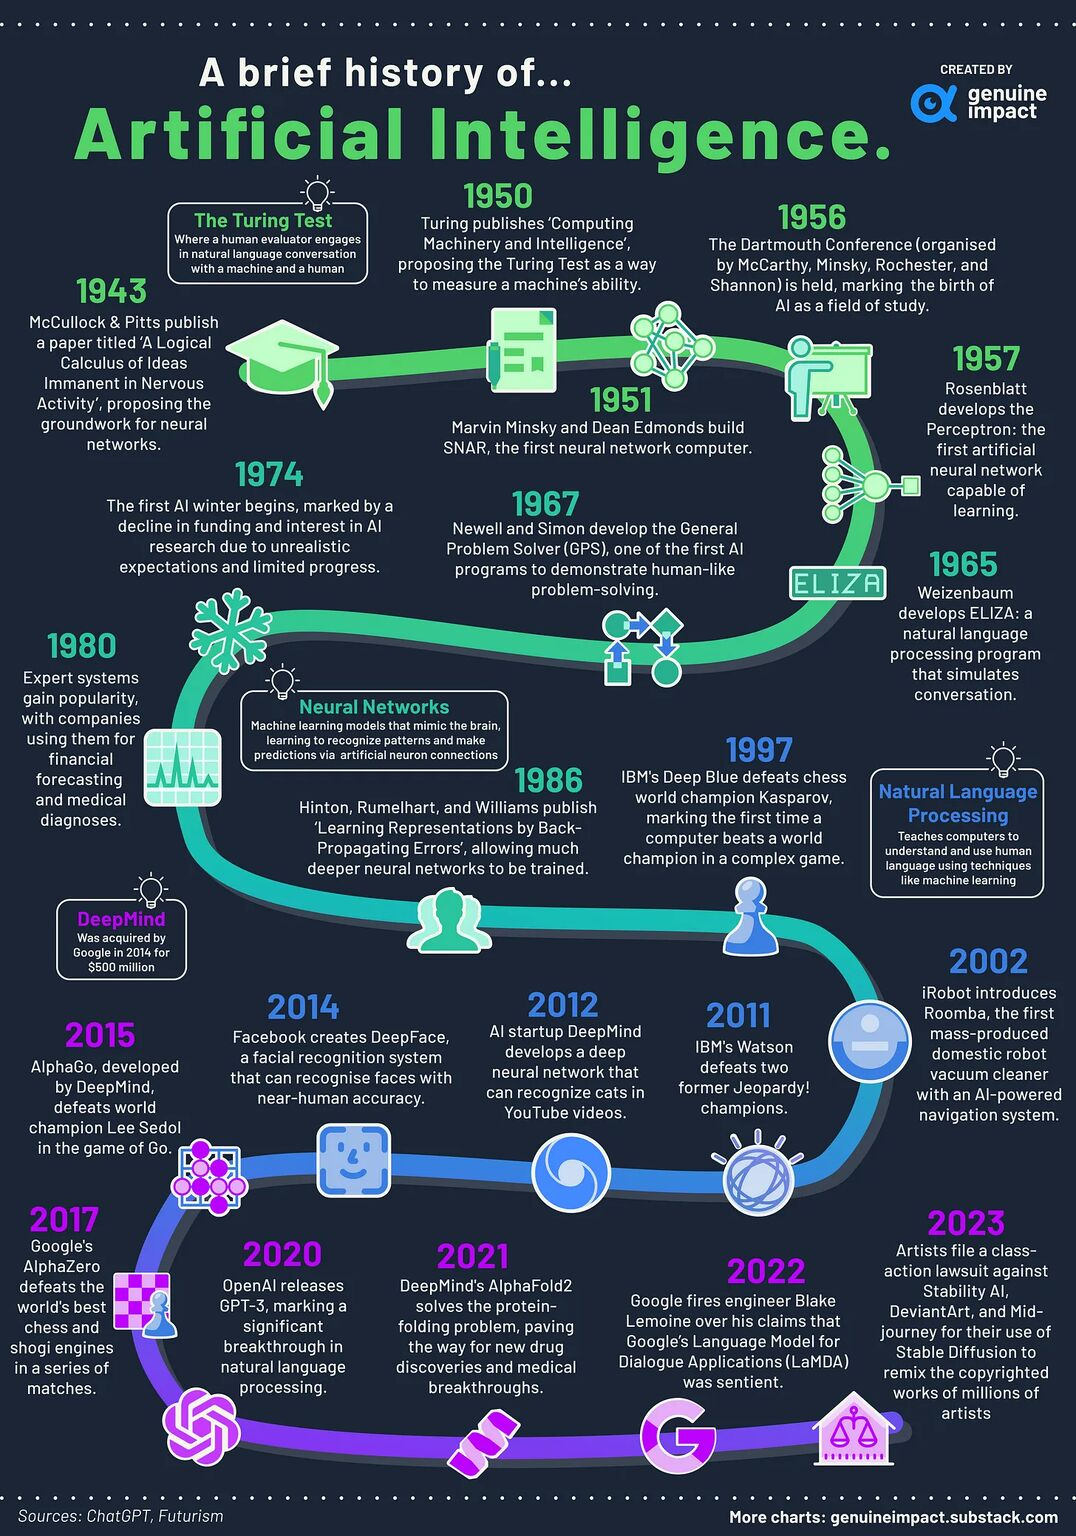 A brief history of...
Artificial Intelligence.
CREATED BY
genuine
impact
The Turing Test
Where a human evaluator engages
in natural language conversation
with a machine and a human
1943
McCullock & Pitts publish
a paper titled ‘A Logical
Calculus of Ideas
Immanent in Nervous
Activity’, proposing the
groundwork for neural
networks.
1950
Turing publishes ‘Computing
Machinery and Intelligence’,
proposing the Turing Test as a way
to measure a machine’s ability.
1951
Marvin Minsky and Dean Edmonds build
SNAR, the first neural network computer.
1956
The Dartmouth Conference (organised
by McCarthy, Minsky, Rochester, and
Shannon) is held, marking the birth of
AI as a field of study.
1957
Rosenblatt
develops the
Perceptron: the
first artificial
neural network
capable of
learning.
ELIZA
1965
Weizenbaum
develops ELIZA: a
natural language
processing program
that simulates
conversation.
1967
Newell and Simon develop the General
Problem Solver (GPS), one of the first AI
programs to demonstrate human-like
problem-solving.
1974
The first AI winter begins, marked by a
decline in funding and interest in AI
research due to unrealistic
expectations and limited progress.
1980
Expert systems
gain popularity,
with companies
using them for
financial
forecasting
and medical
diagnoses.
Neural Networks
Machine learning models that mimic the brain,
learning to recognize patterns and make
predictions via artificial neuron connections
1986
Hinton, Rumelhart, and Williams publish
‘Learning Representations by Back-
Propagating Errors’, allowing much
deeper neural networks to be trained.
1997
IBM's Deep Blue defeats chess
world champion Kasparov,
marking the first time a
computer beats a world
champion in a complex game.
Natural Language
Processing
Teaches computers to
understand and use human
language using techniques
like machine learning
2002
iRobot introduces
Roomba, the first
mass-produced
domestic robot
vacuum cleaner
with an AI-powered
navigation system.
2011
IBM's Watson
defeats two
former Jeopardy!
champions.
2012
AI startup DeepMind
develops a deep
neural network that
can recognize cats in
YouTube videos.
2014
Facebook creates DeepFace,
a facial recognition system
that can recognise faces with
near-human accuracy.
DeepMind
Was acquired by
Google in 2014 for
$500 million
2015
AlphaGo, developed
by DeepMind,
defeats world
champion Lee Sedol
in the game of Go.
2017
Google's
AlphaZero
defeats the
world's best
chess and
shogi engines
in a series of
matches.
2020
OpenAI releases
GPT-3, marking a
significant
breakthrough in
natural language
processing.
2021
DeepMind's AlphaFold2
solves the protein-
folding problem, paving
the way for new drug
discoveries and medical
breakthroughs.
2022
Google fires engineer Blake
Lemoine over his claims that
Google’s Language Model for
Dialogue Applications (LaMDA)
was sentient.
2023
Artists file a class-
action lawsuit against
Stability AI,
DeviantArt, and Mid-
journey for their use of
Stable Diffusion to
remix the copyrighted
works of millions of
artists
Sources: ChatGPT, Futurism
More charts: genuineimpact.substack.com